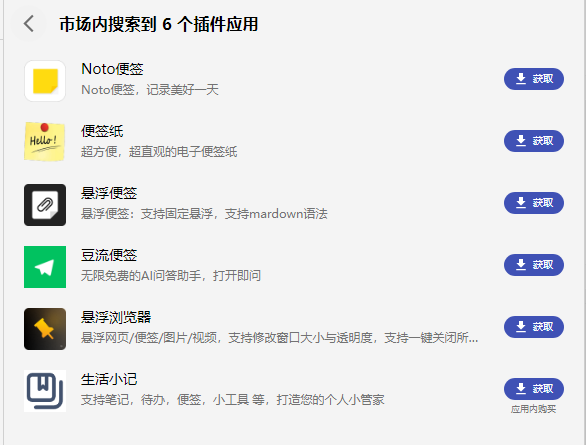 市场内搜索到 6 个插件应用
Noto便签
Noto便签，记录美好一天
获取
Hello!
便签纸
超方便，超直观的电子便签纸
获取
悬浮便签
悬浮便签：支持固定悬浮，支持mardown语法
获取
豆流便签
无限免费的AI问答助手，打开即问
获取
悬浮浏览器
悬浮网页/便签/图片/视频，支持修改窗口大小与透明度，支持一键关闭所...
获取
生活小记
支持笔记，待办，便签，小工具 等，打造您的个人小管家
获取
应用内购买